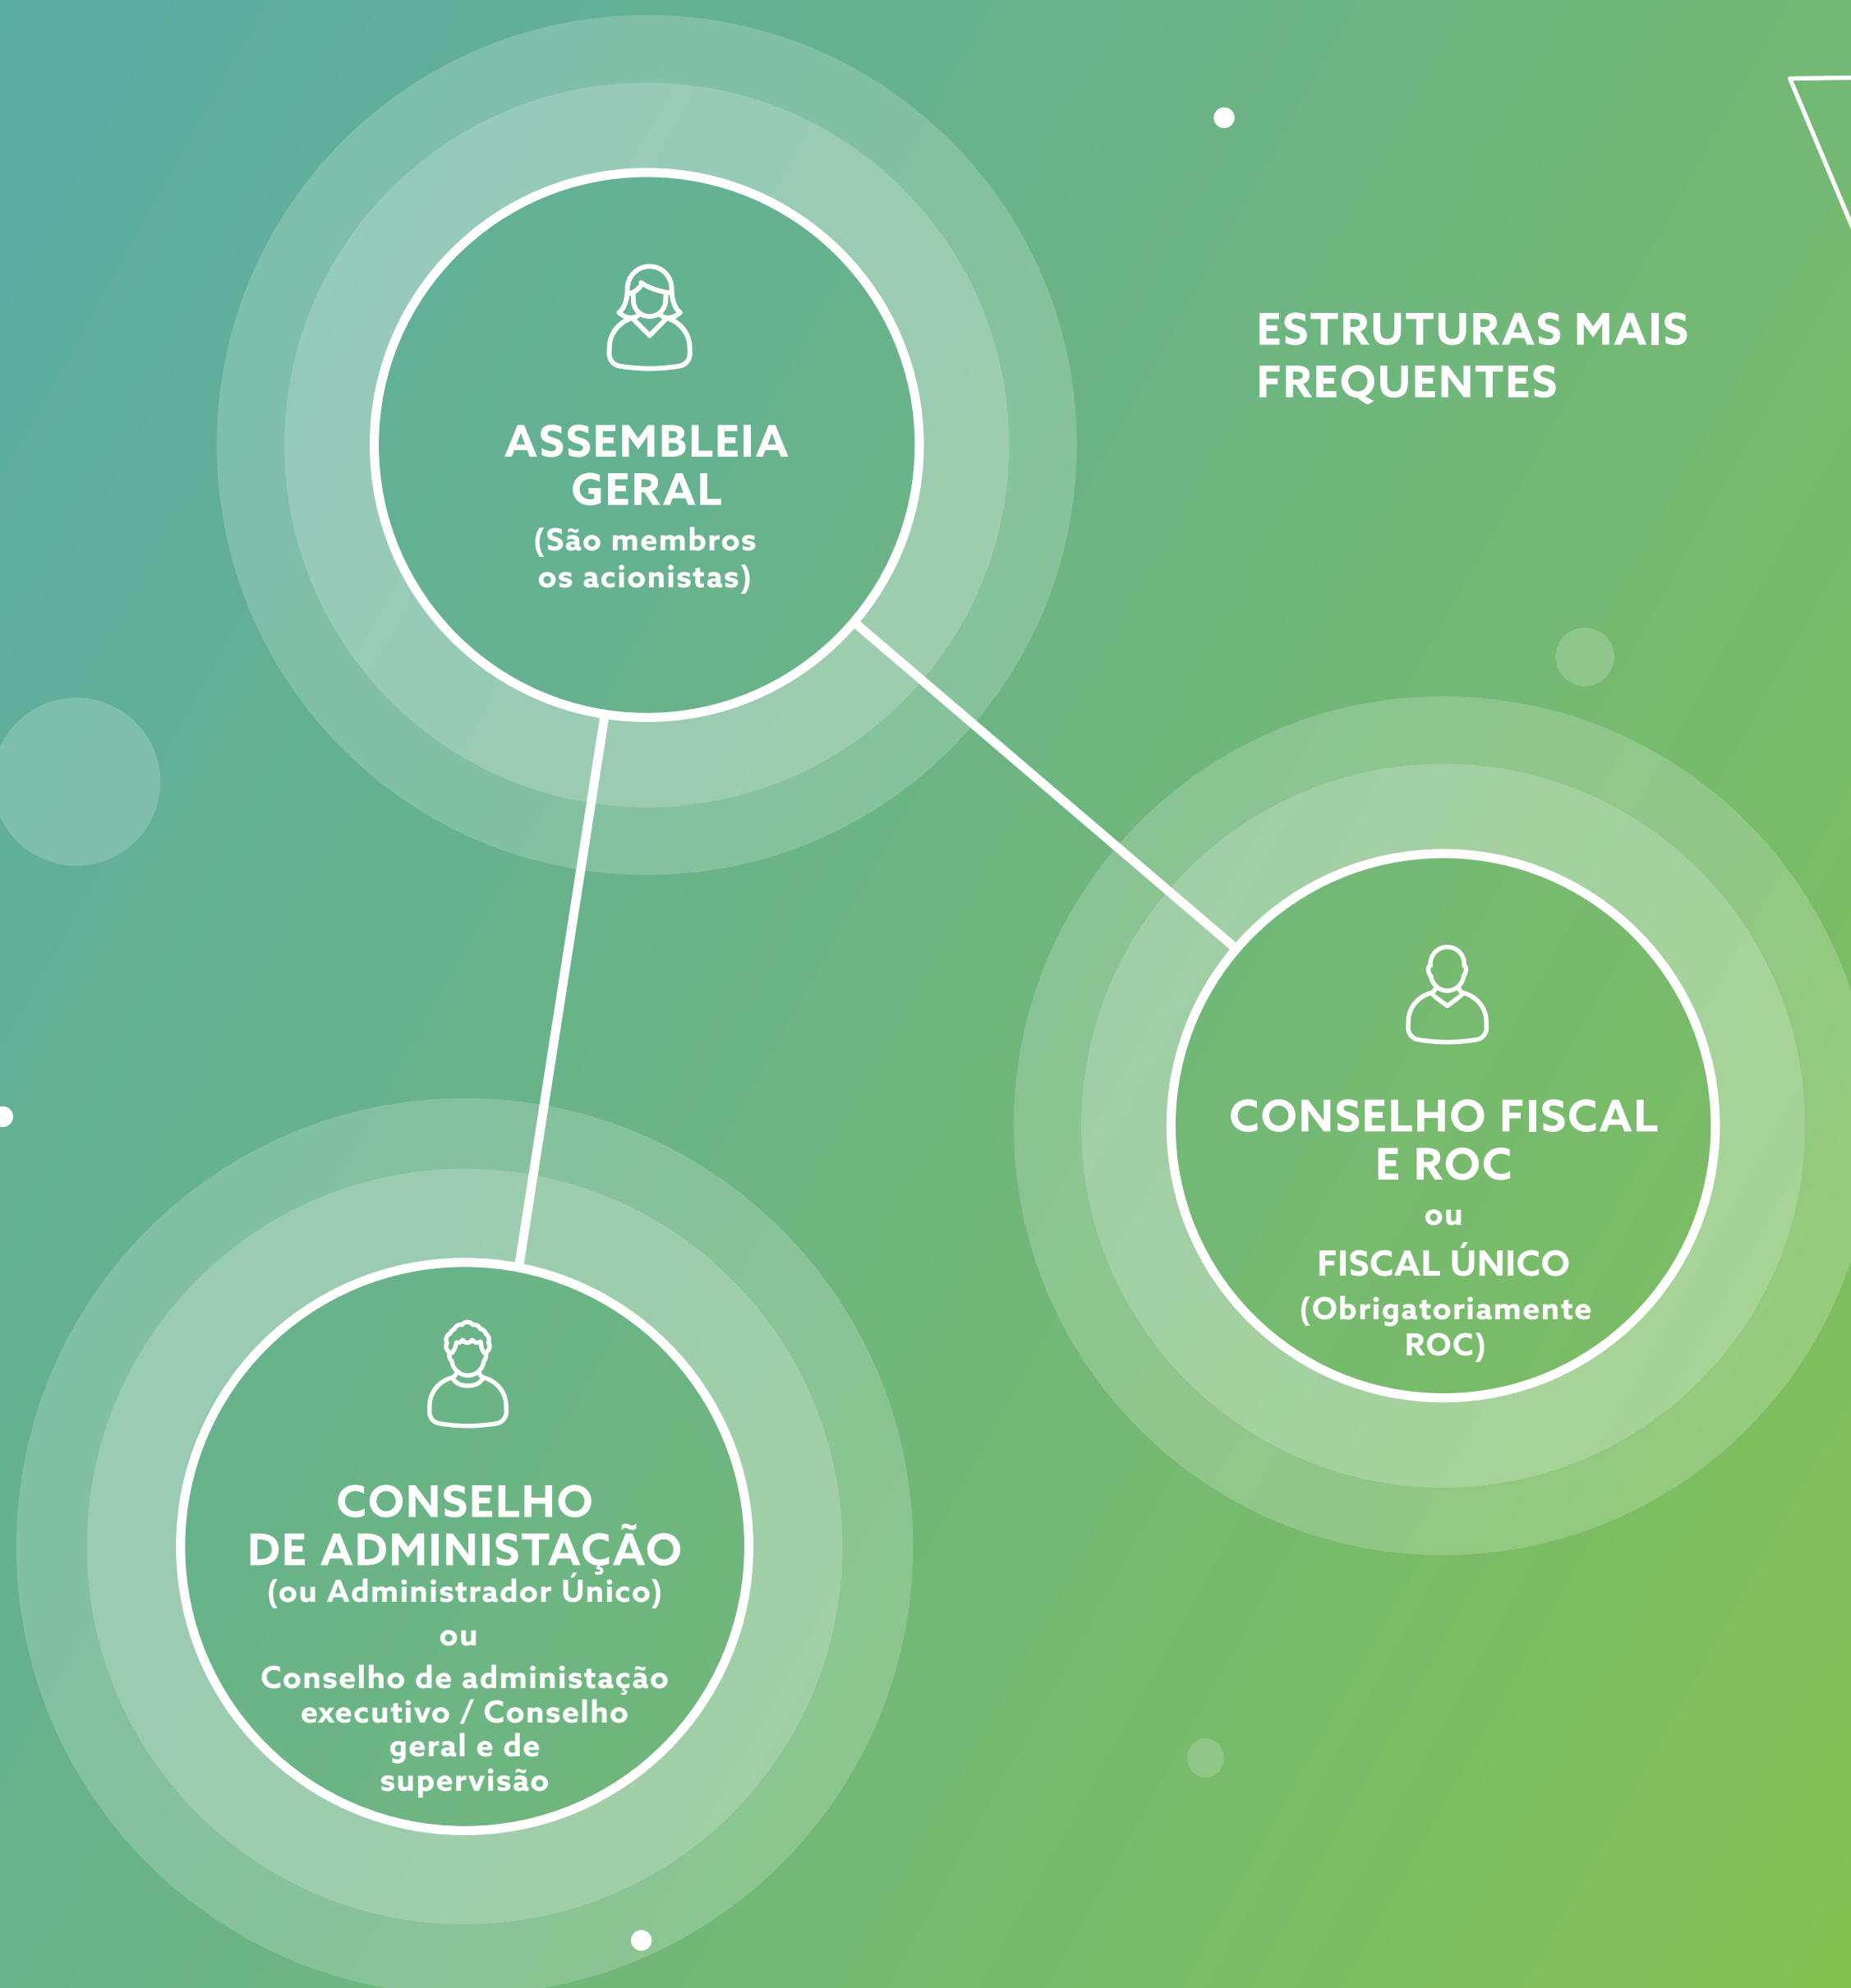 ESTRUTURAS MAIS
FREQUENTES
ASSEMBLEIA
GERAL
(São membros
os acionistas)
CONSELHO FISCAL
E ROC
ou
FISCAL ÚNICO
(Obrigatoriamente
ROC)
CONSELHO
DE ADMINISTAÇÃO
(ou Administrador Único)
ou
Conselho de administação
executivo / Conselho
geral e de
supervisão